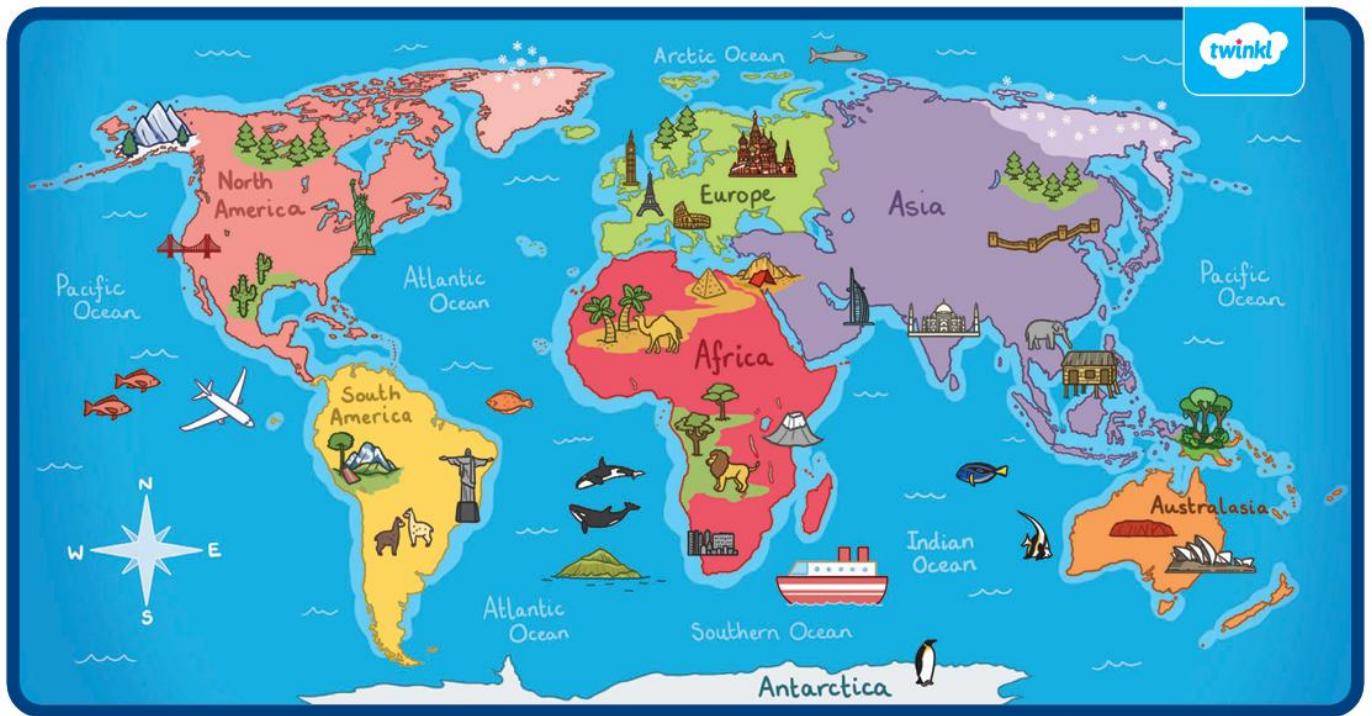 twinkl
Arctic Ocean
North
America
Europe
Asia
Pacific
Ocean
Atlantic
Ocean
Pacific
Ocean
Africa
South
America
N
W
E
S
Australasia
Indian
Ocean
Atlantic
Ocean
Southern Ocean
Antarctica